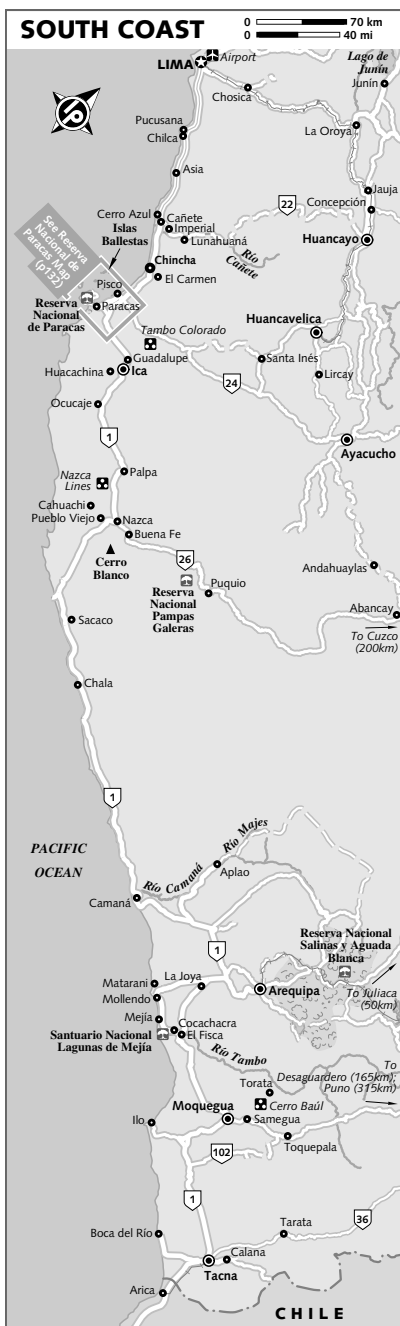 SOUTH COAST
0 70 km
0 40 mi
Lago de
Junín
Airport
LIMA
Junín
Chosica
Pucusana
La Oroya
Chilca
Asia
Jauja
22
Concepción
Cerro Azul
Cañete
Islas
Ballestas
Imperial
Lunahuaná
Huancayo
Río
Cañete
See Reserva
Nacional de
Paracas Map
(p132)
Chincha
El Carmen
Pisco
Paracas
Reserva
Nacional
de Paracas
Huancavelica
Tambo Colorado
Guadalupe
Santa Inés
Huacachina
Ica
Lircay
24
Ocucaje
1
Ayacucho
Nazca
Lines
Palpa
Cahuachi
Pueblo Viejo
Nazca
Buena Fe
26
Cerro
Blanco
Andahuaylas
Reserva
Nacional
Pampas
Galeras
Puquio
Abancay
Sacaco
To Cuzco
(200km)
Chala
1
PACIFIC
OCEAN
Río Majes
Río Camaná
Aplao
Camaná
1
Reserva Nacional
Salinas y Aguada
Blanca
La Joya
Matarani
Arequipa
Mollendo
To Juliaca
(50km)
Mejía
Cocachacra
Santuario Nacional
Lagunas de Mejía
El Fisca
Río Tambo
To
Desaguadero (165km);
Puno (315km)
Torata
Cerro Baúl
Moquegua
Samegua
Ilo
Toquepala
102
1
36
Boca del Río
Tarata
Calana
Tacna
Arica
CHILE